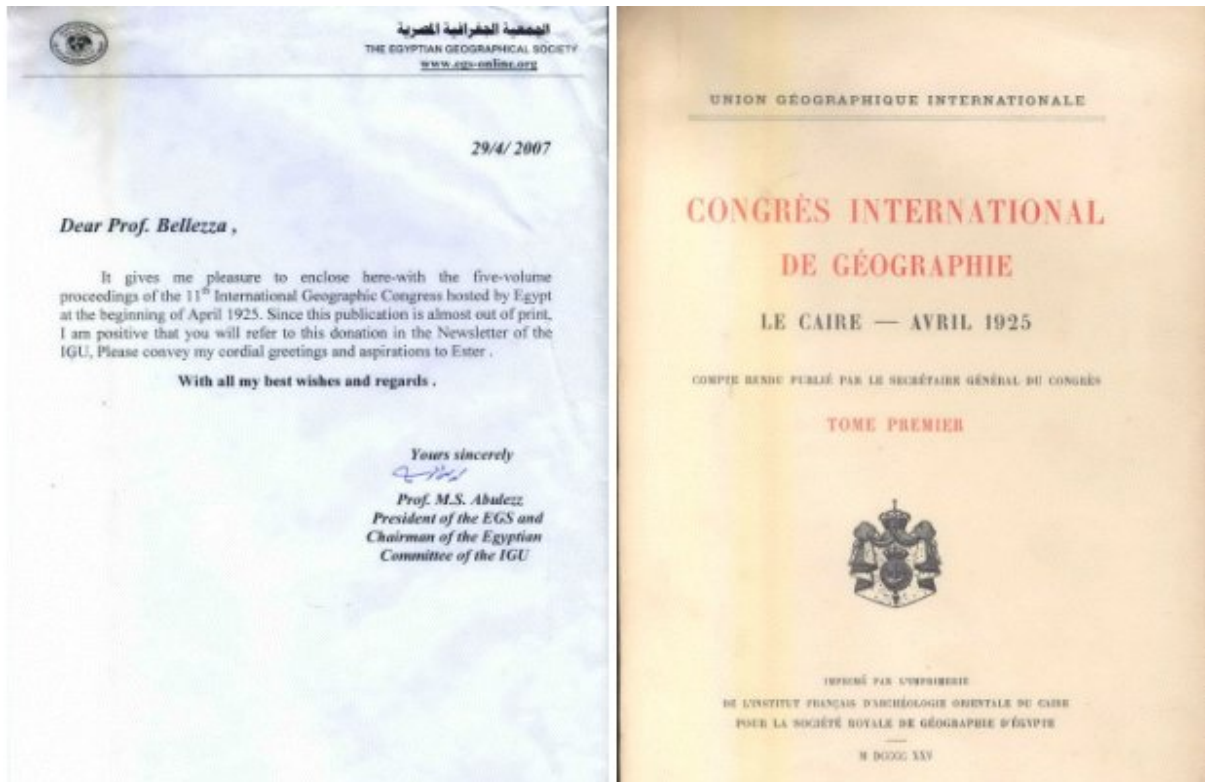 الجمعية الجغرافية المصرية
THE EGYPTIAN GEOGRAPHICAL SOCIETY
www.egs-online.org
29/4/ 2007
Dear Prof. Bellezza ,
It gives me pleasure to enclose here-with the five-volume
proceedings of the 11th International Geographic Congress hosted by Egypt
at the beginning of April 1925. Since this publication is almost out of print,
I am positive that you will refer to this donation in the Newsletter of the
IGU, Please convey my cordial greetings and aspirations to Ester .
With all my best wishes and regards .
Yours sincerely
Prof. M.S. Abulezz
President of the EGS and
Chairman of the Egyptian
Committee of the IGU
UNION GÉOGRAPHIQUE INTERNATIONALE
CONGRÈS INTERNATIONAL
DE GÉOGRAPHIE
LE CAIRE — AVRIL 1925
COMPTE RENDU PUBLIÉ PAR LE SECRÉTAIRE GÉNÉRAL DU CONGRÈS
TOME PREMIER
IMPRIMÉ PAR L'IMPRIMERIE
DE L'INSTITUT FRANÇAIS D'ARCHÉOLOGIE ORIENTALE DU CAIRE
POUR LA SOCIÉTÉ ROYALE DE GÉOGRAPHIE D'ÉGYPTE
M DCCCC XXV